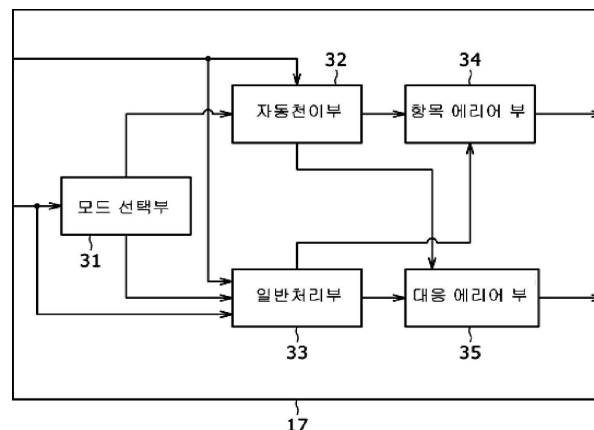 32
34
자동천이부
항목 에리어 부
모드 선택부
31
일반처리부
대응 에리어 부
33
35
17